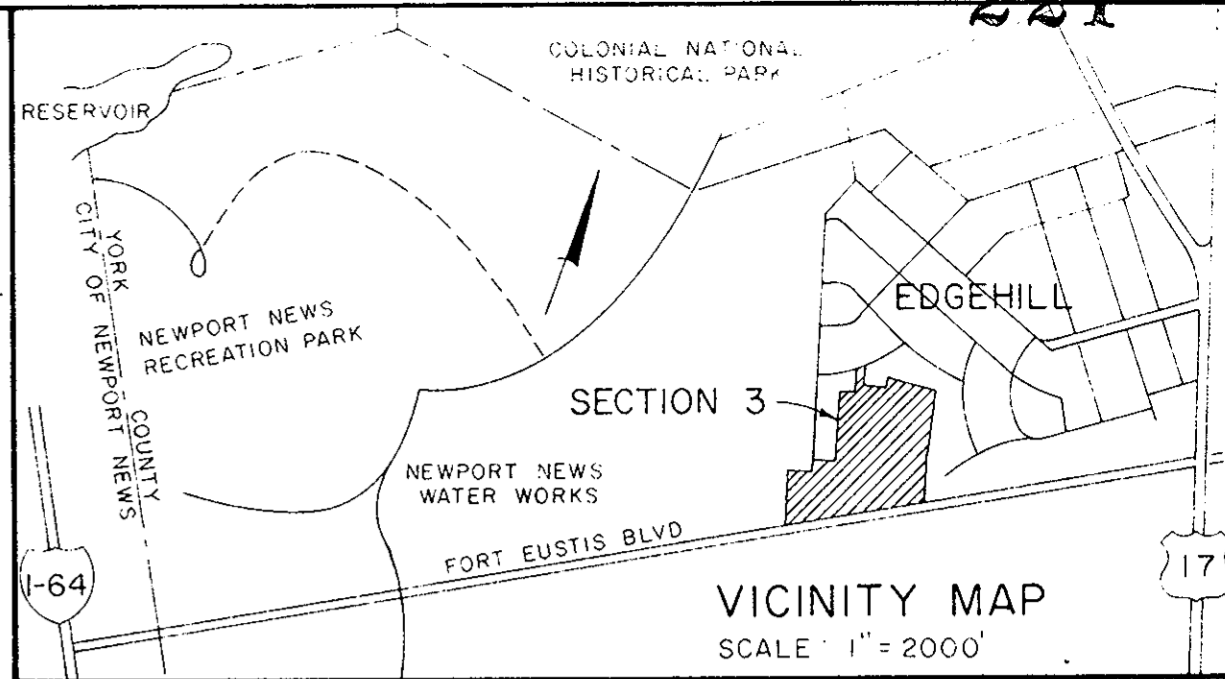 221
COLONIAL NATIONAL
HISTORICAL PARK
RESERVOIR
YORK COUNTY
CITY OF NEWPORT NEWS
NEWPORT NEWS
RECREATION PARK
EDGEHILL
SECTION 3
NEWPORT NEWS
WATER WORKS
FORT EUSTIS BLVD
I-64
17
VICINITY MAP
SCALE 1" = 2000'